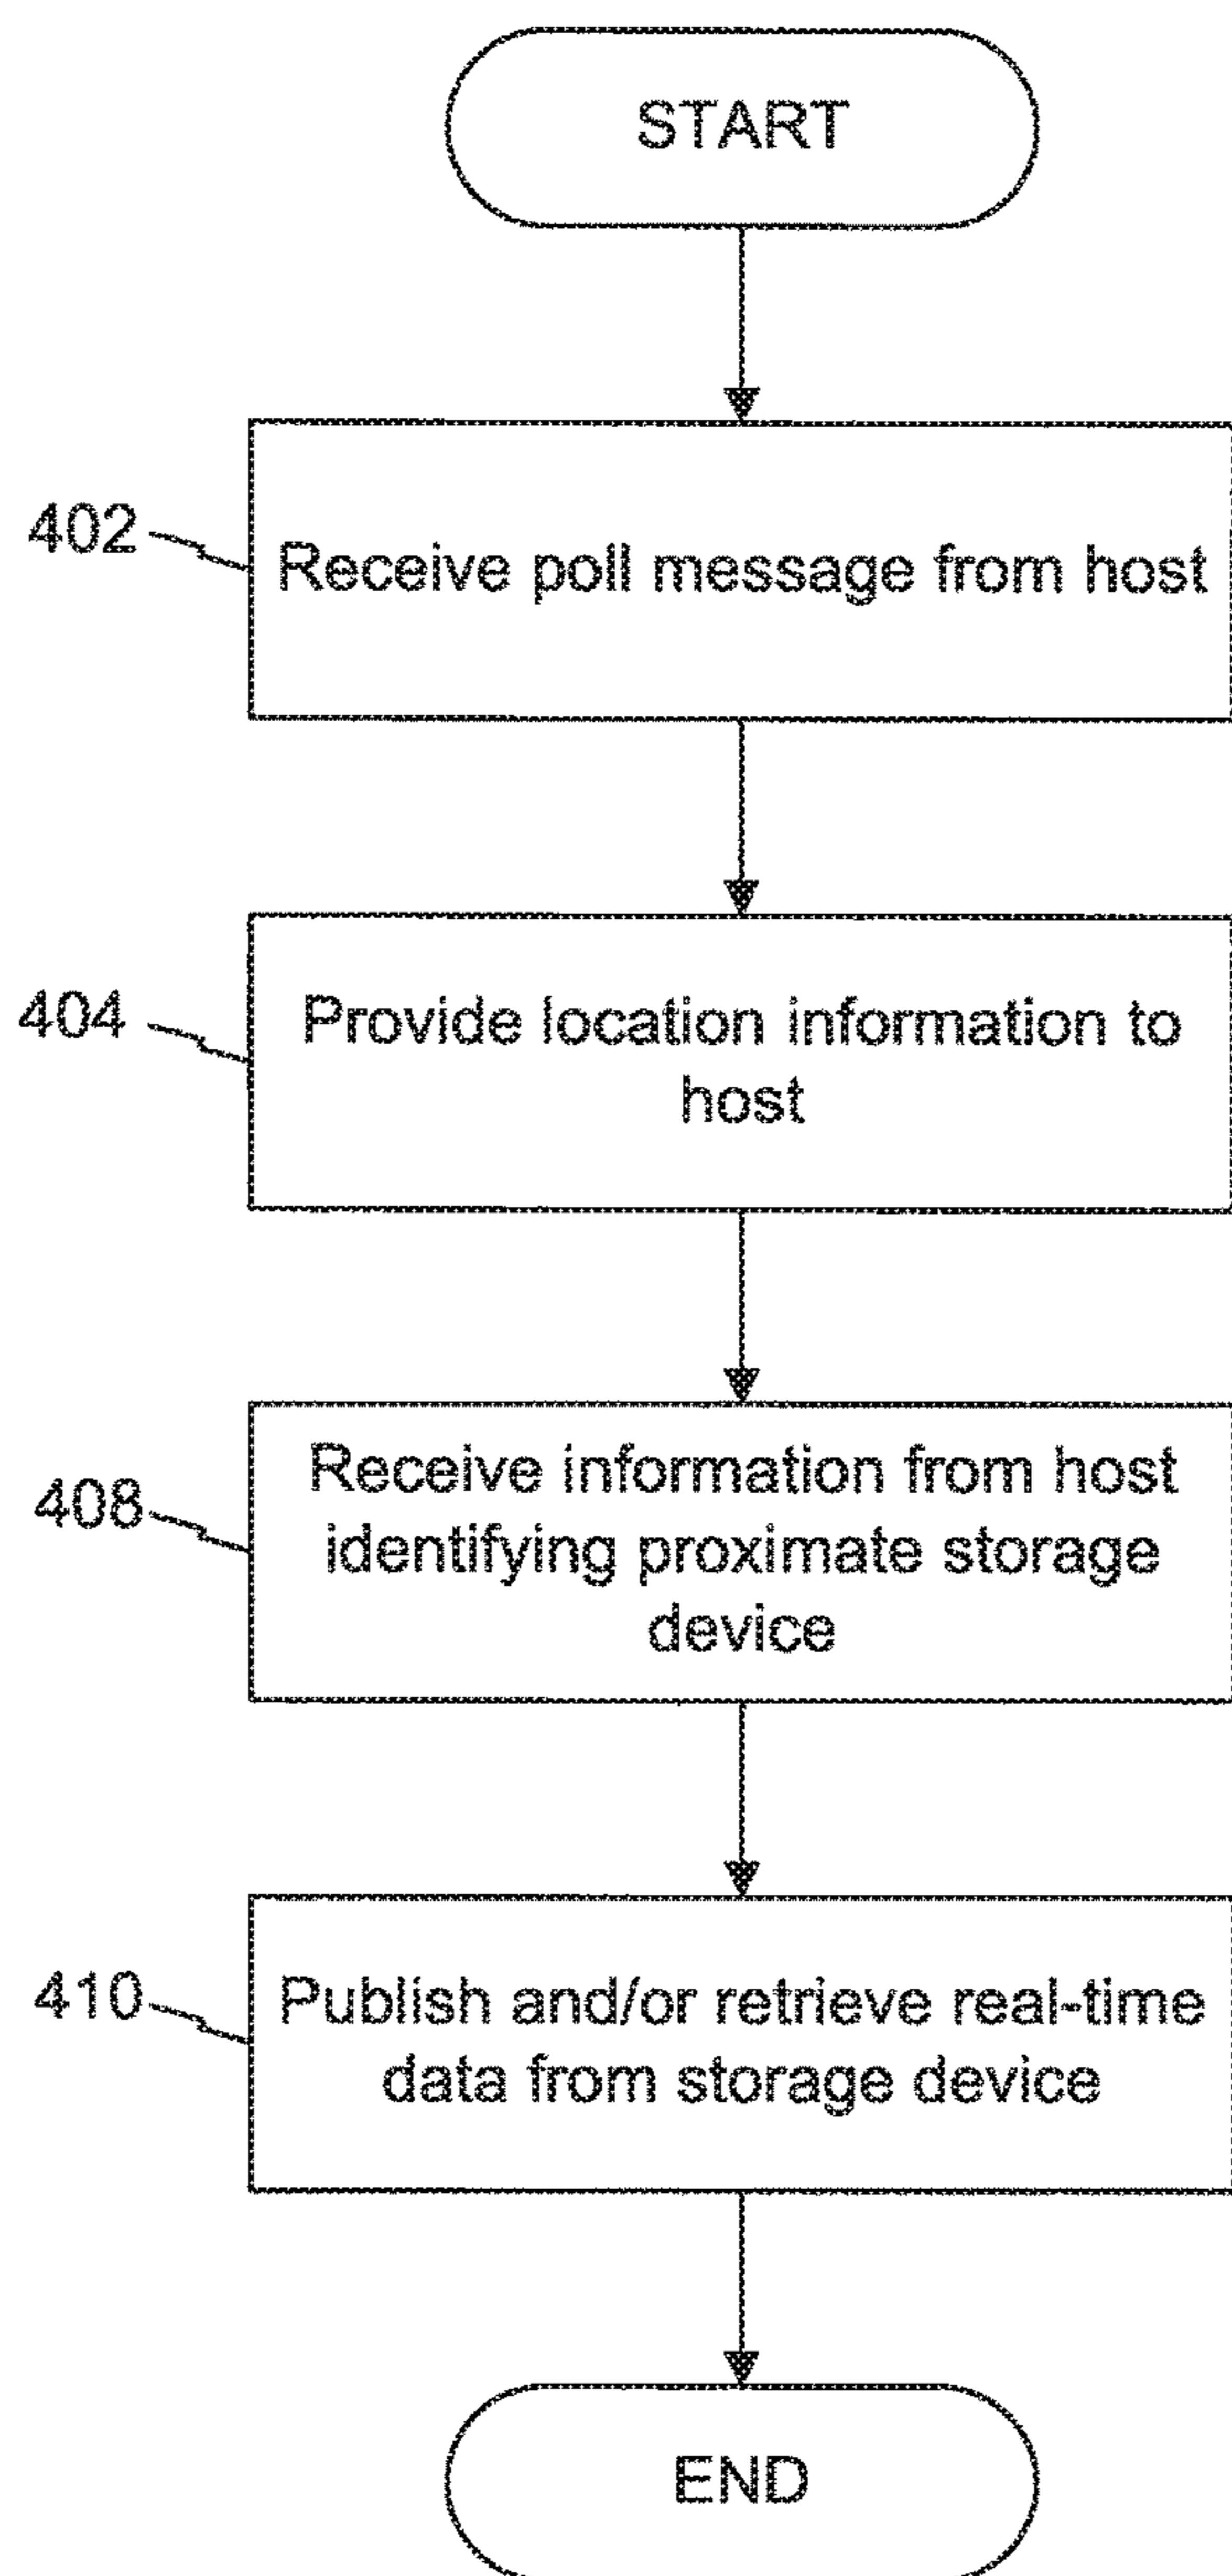 START
402
Receive poll message from host
404
Provide location information to
host
408
Receive information from host
identifying proximate storage
device
410
Publish and/or retrieve real-time
data from storage device
END